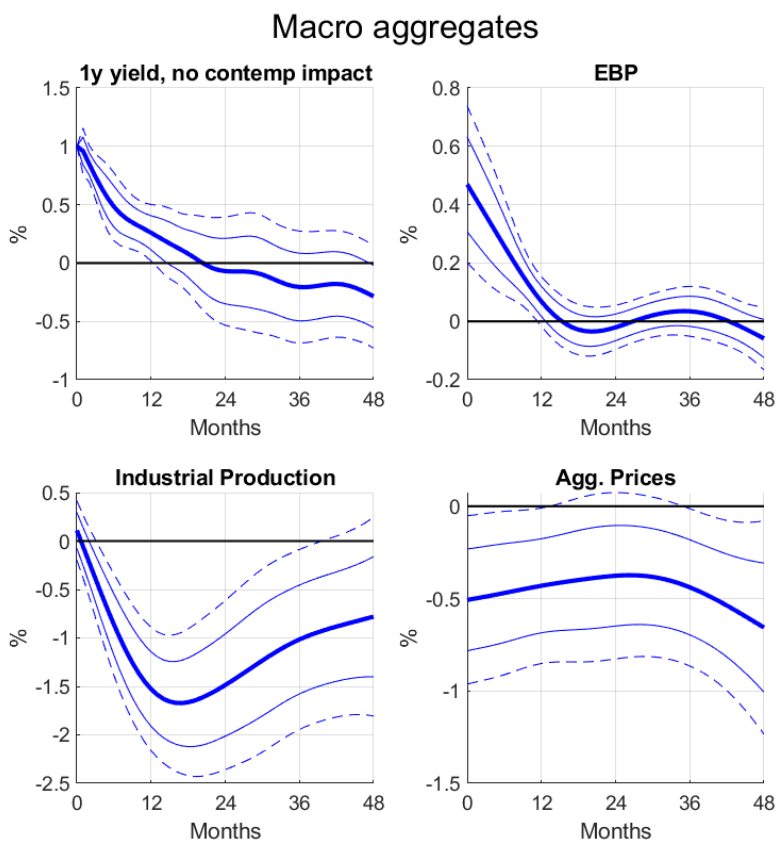 Macro aggregates
1y yield, no contemp impact
1.5
1
0.5
0
-0.5
-1
%
0 12 24 36 48
Months
EBP
0.8
0.6
0.4
0.2
0
-0.2
%
0 12 24 36 48
Months
Industrial Production
0.5
0
-0.5
-1
-1.5
-2
-2.5
%
0 12 24 36 48
Months
Agg. Prices
0
-0.5
-1
-1.5
%
0 12 24 36 48
Months